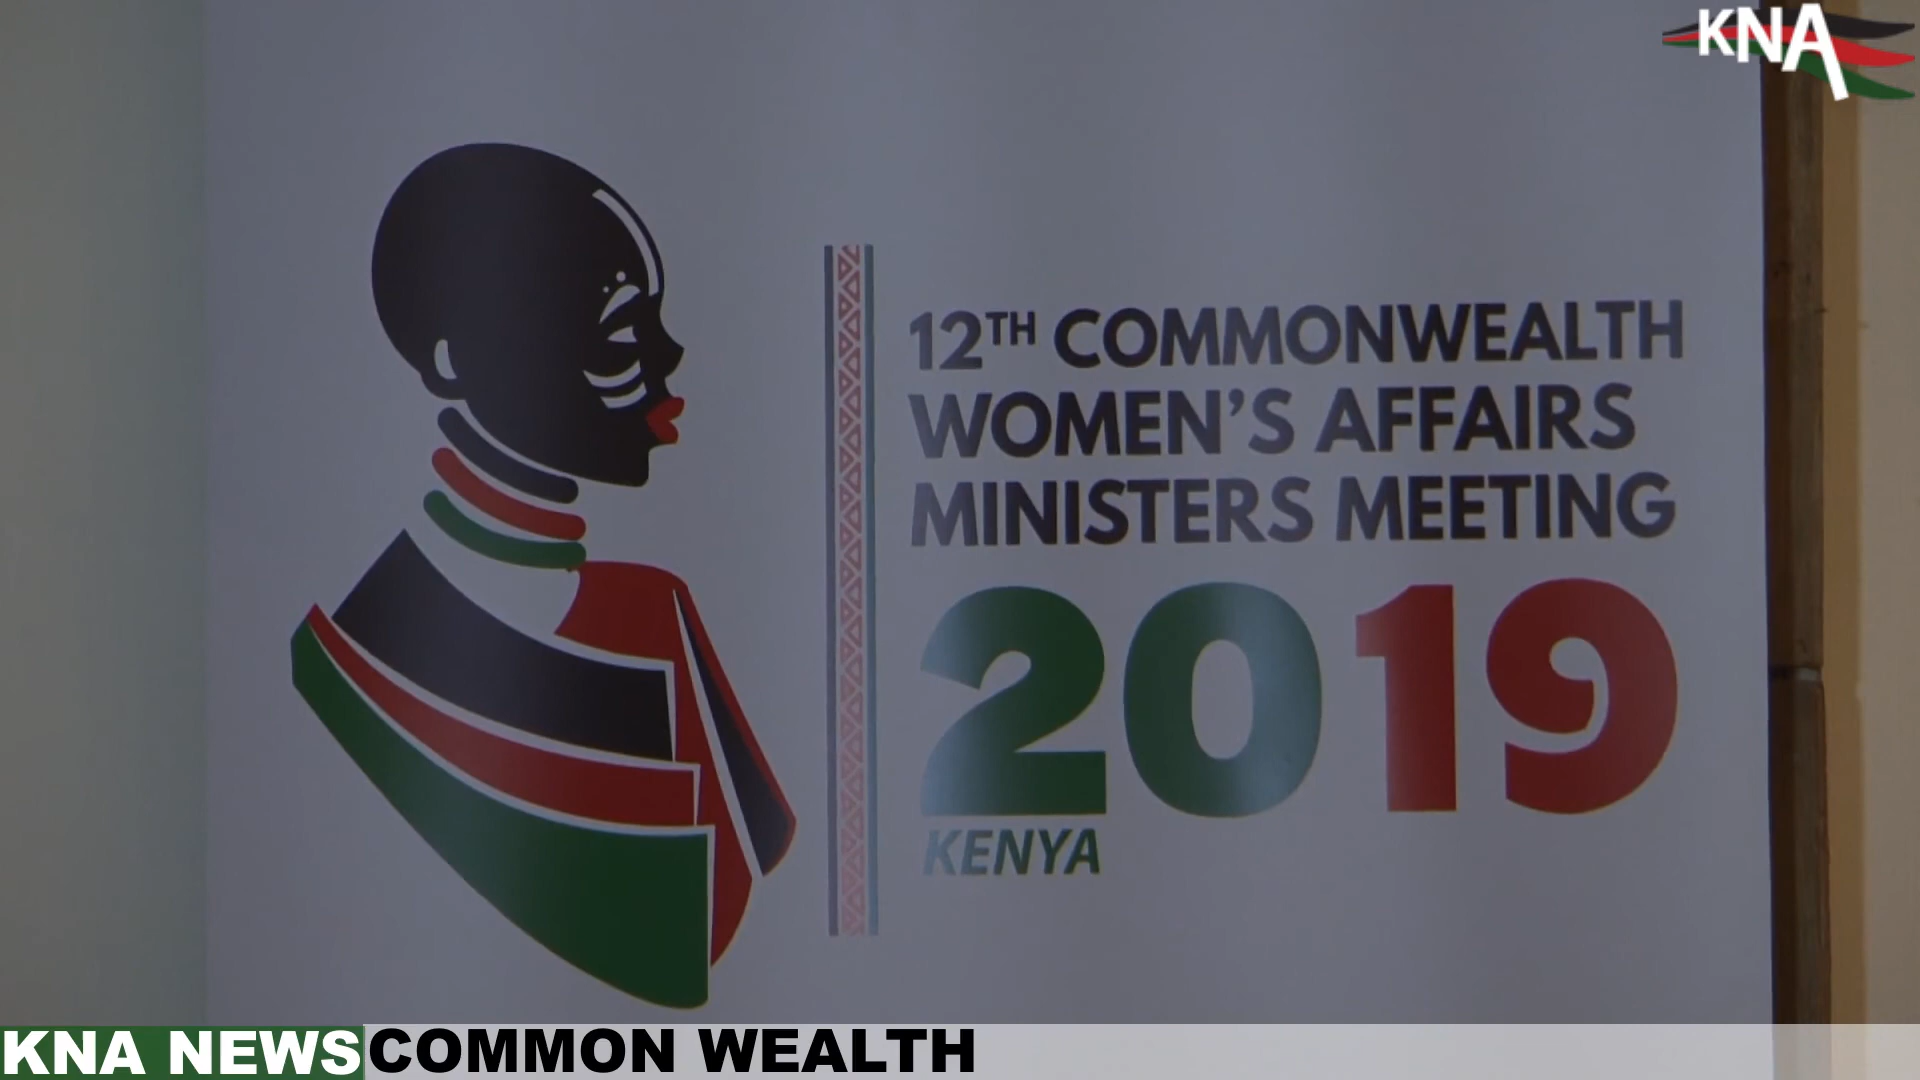 KNA
12TH COMMONWEALTH
WOMEN'S AFFAIRS
MINISTERS MEETING
2019
KENYA
KNA NEWS COMMON WEALTH